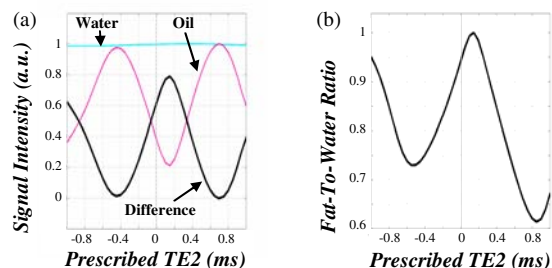 (a)
Water
Oil
Signal Intensity (a.u.)
1
0.8
0.6
0.4
0.2
0
Difference
-0.8
-0.4
0
0.4
0.8
Prescribed TE2 (ms)
(b)
Fat-To-Water Ratio
1
0.9
0.8
0.7
0.6
-0.8
-0.4
0
0.4
0.8
Prescribed TE2 (ms)